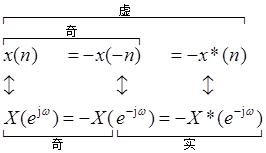 虚
奇
x(n) = −x(−n) = −x*(n)
↕ ↕ ↕
X(e^{jω}) = −X(e^{−jω}) = −X*(e^{−jω})
奇 实